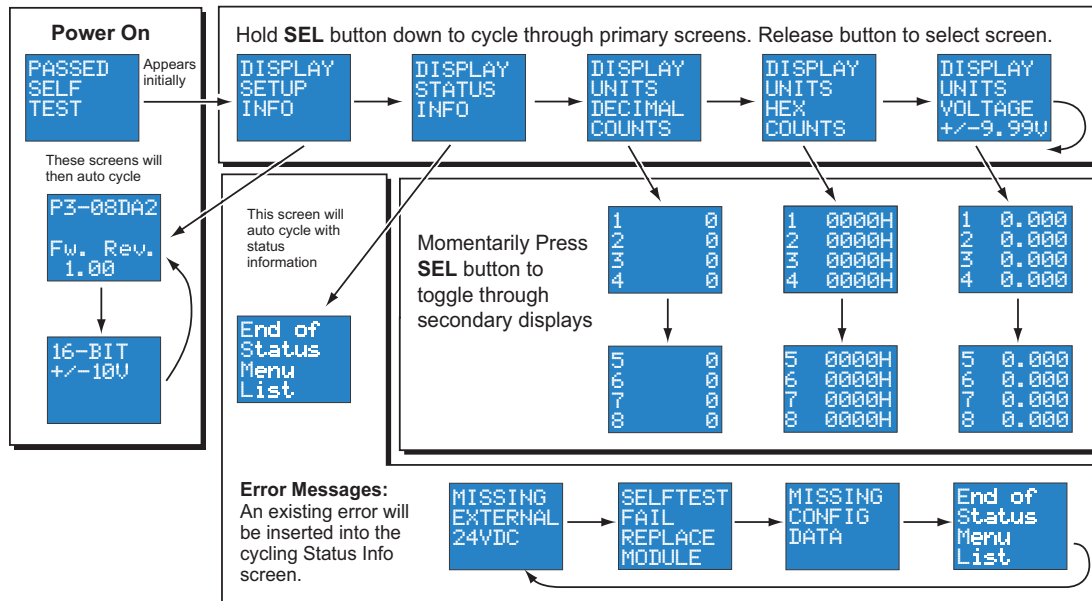 Power On
PASSED
SELF
TEST
Appears
initially
These screens will
then auto cycle
P3-08DA2
Fw. Rev.
1.00
16-BIT
+/-10V
Hold SEL button down to cycle through primary screens. Release button to select screen.
DISPLAY
SETUP
INFO
DISPLAY
STATUS
INFO
DISPLAY
UNITS
DECIMAL
COUNTS
DISPLAY
UNITS
HEX
COUNTS
DISPLAY
UNITS
VOLTAGE
+/-9.99V
This screen will
auto cycle with
status
information
End of
Status
Menu
List
Momentarily Press
SEL button to
toggle through
secondary displays
1 0
2 0
3 0
4 0
5 0
6 0
7 0
8 0
1 0000H
2 0000H
3 0000H
4 0000H
5 0000H
6 0000H
7 0000H
8 0000H
1 0.000
2 0.000
3 0.000
4 0.000
5 0.000
6 0.000
7 0.000
8 0.000
Error Messages:
An existing error will
be inserted into the
cycling Status Info
screen.
MISSING
EXTERNAL
24VDC
SELFTEST
FAIL
REPLACE
MODULE
MISSING
CONFIG
DATA
End of
Status
Menu
List